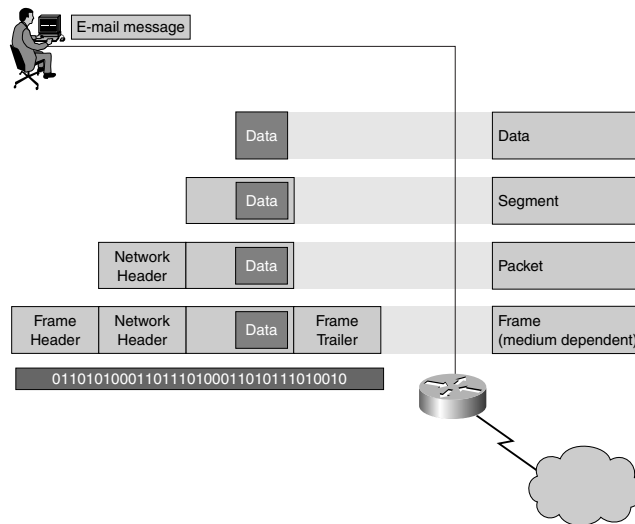 E-mail message
Data
Data
Data
Segment
Network
Header
Data
Packet
Frame
Header
Network
Header
Data
Frame
Trailer
Frame
(medium dependent)
01101010001101110100011010111010010